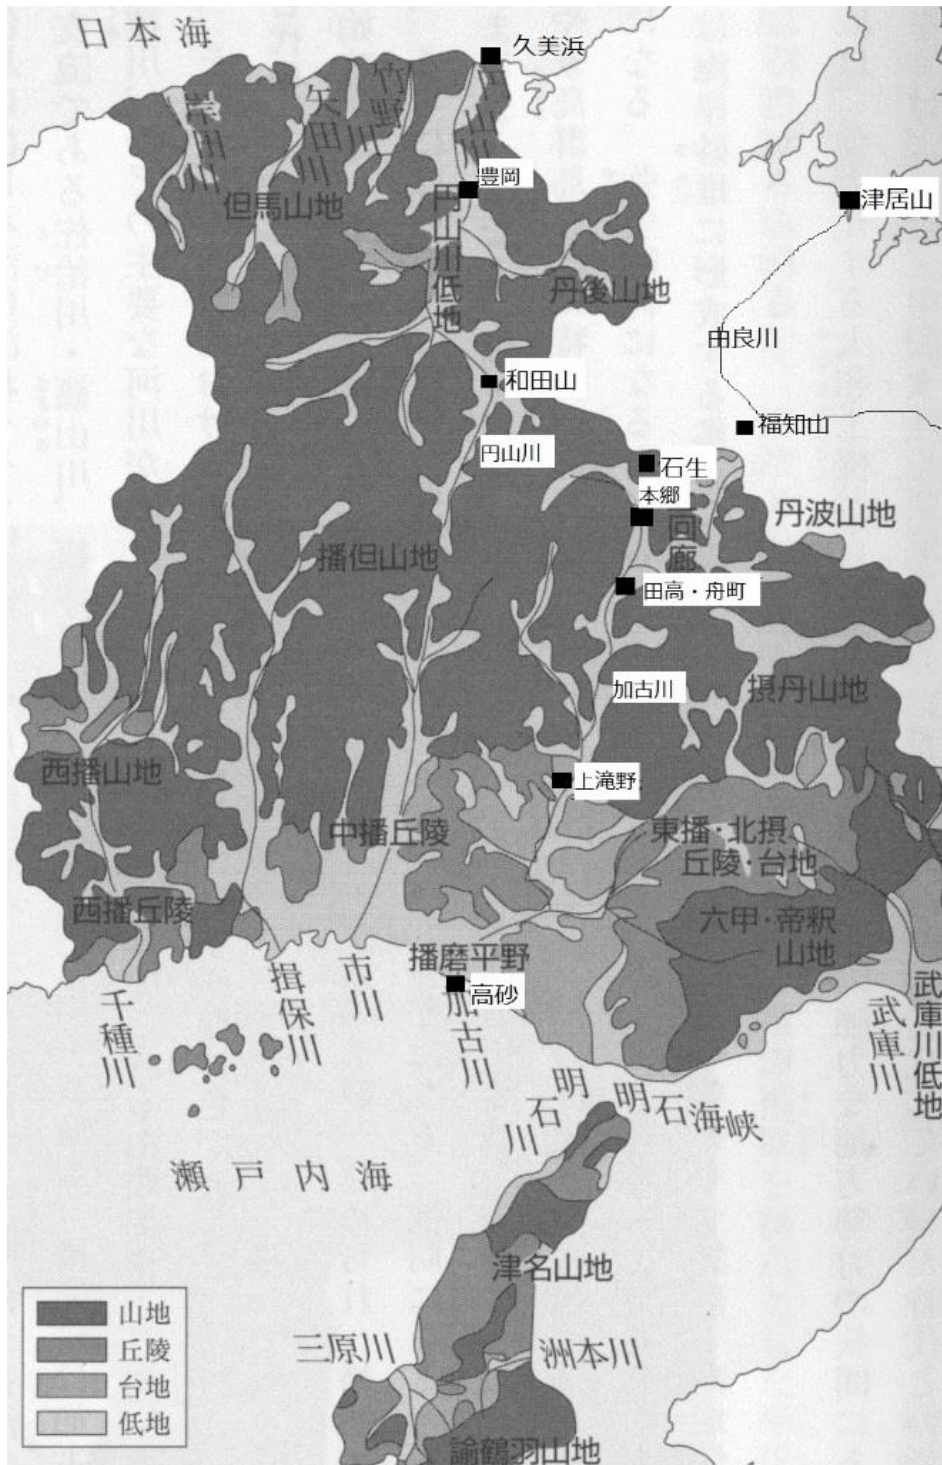 日本海
久美浜
竹野川
矢田川
岸田川
円山川
豊岡
津居山
但馬山地
円山川低地
丹後山地
由良川
和田山
福知山
円山川
石生
本郷
丹波山地
回廊
播但山地
田高・舟町
加古川
摂丹山地
西播山地
上滝野
中播丘陵
東播・北摂
丘陵・台地
西播丘陵
六甲・帝釈
山地
播磨平野
高砂
千種川
揖保川
市川
加古川
明石川
明石海峡
武庫川
武庫川低地
瀬戸内海
津名山地
三原川
洲本川
諭鶴羽山地
山地
丘陵
台地
低地